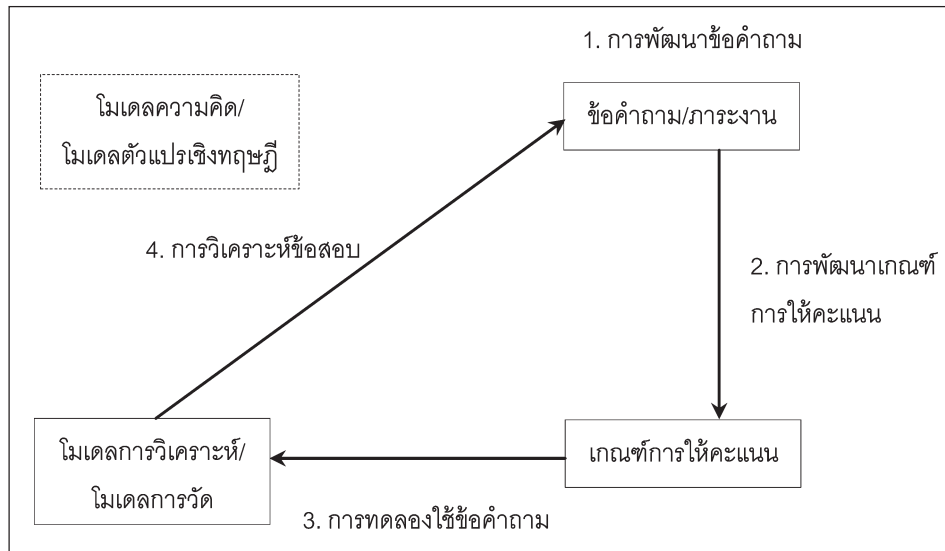 1. การพัฒนาข้อคำถาม
โมเดลความคิด/
โมเดลตัวแปรเชิงทฤษฎี
ข้อคำถาม/ภาระงาน
4. การวิเคราะห์ข้อสอบ
2. การพัฒนาเกณฑ์
การให้คะแนน
โมเดลการวิเคราะห์/
โมเดลการวัด
เกณฑ์การให้คะแนน
3. การทดลองใช้ข้อคำถาม